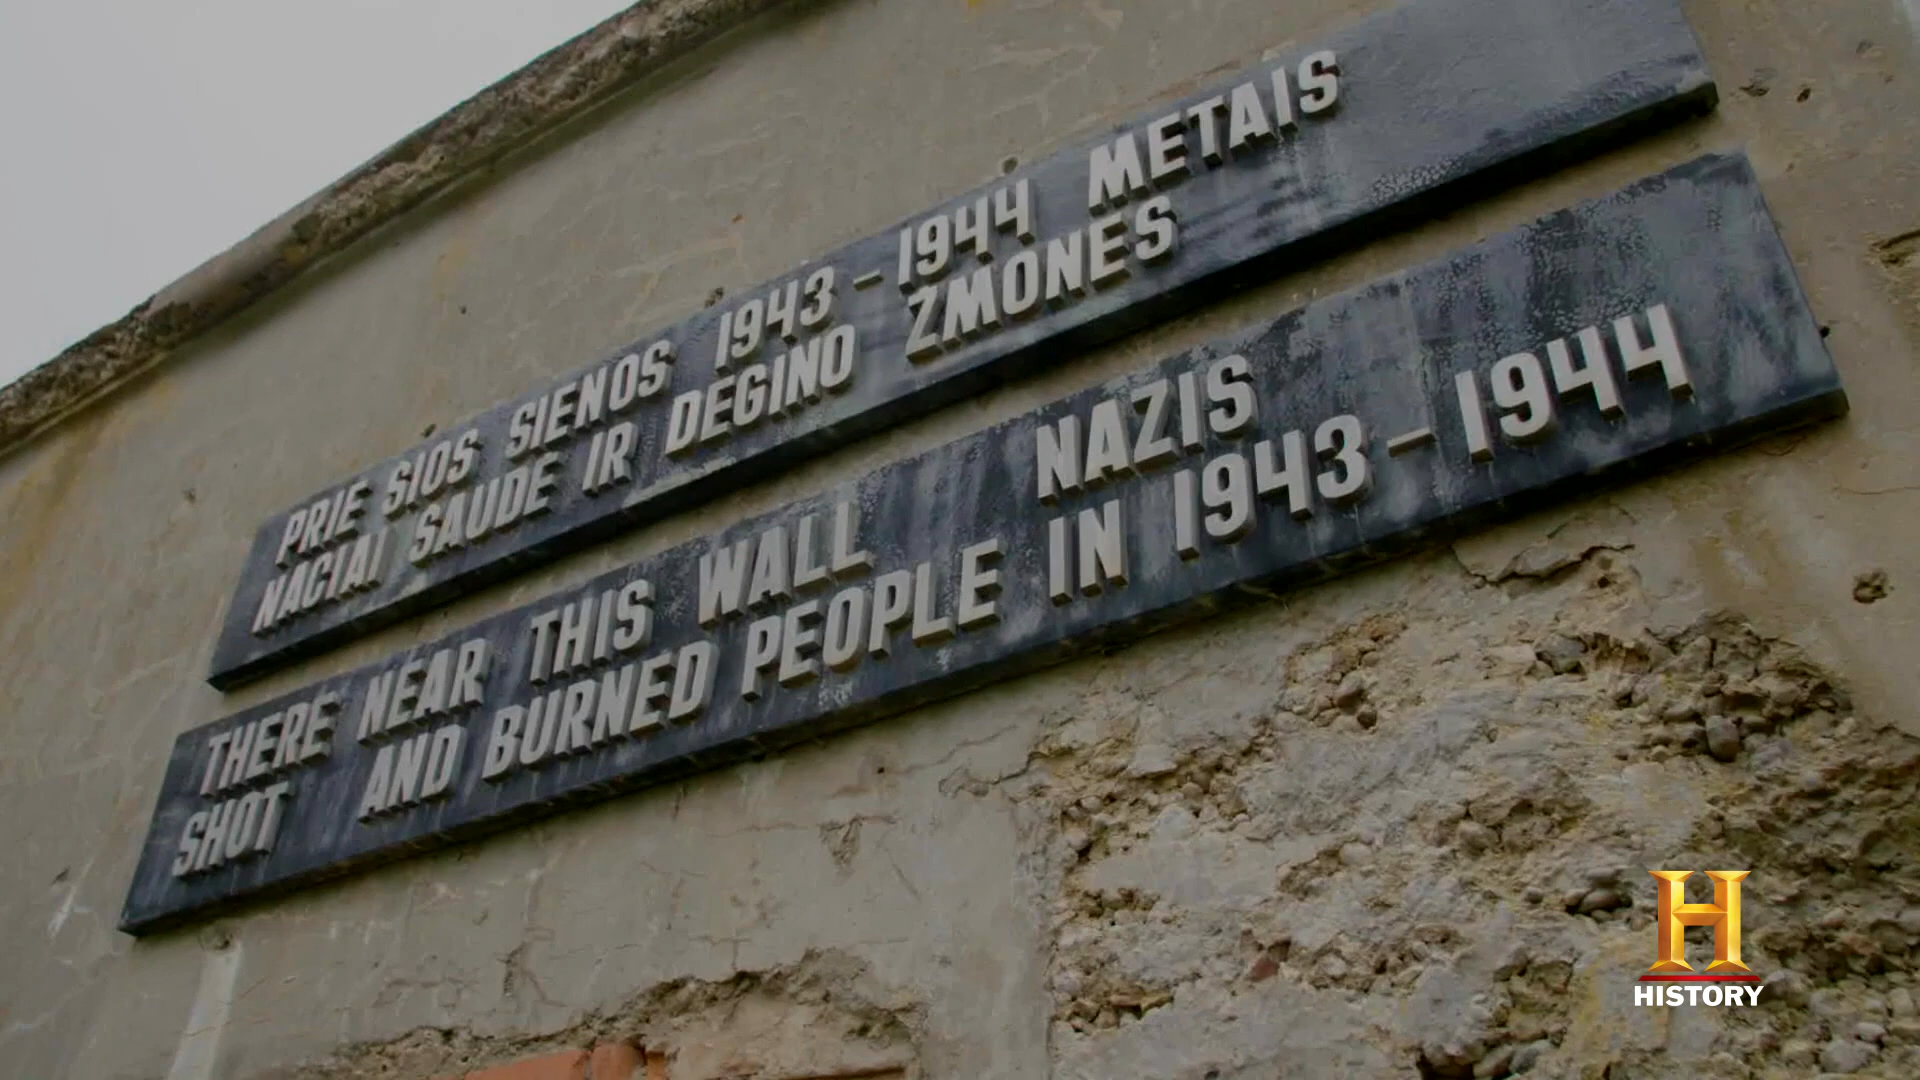 PRIE SIOS SIENOS 1943-1944 METAIS
NACIAI SAUDE IR DEGINO ZMONES
THERE NEAR THIS WALL NAZIS
SHOT AND BURNED PEOPLE IN 1943-1944
H
HISTORY